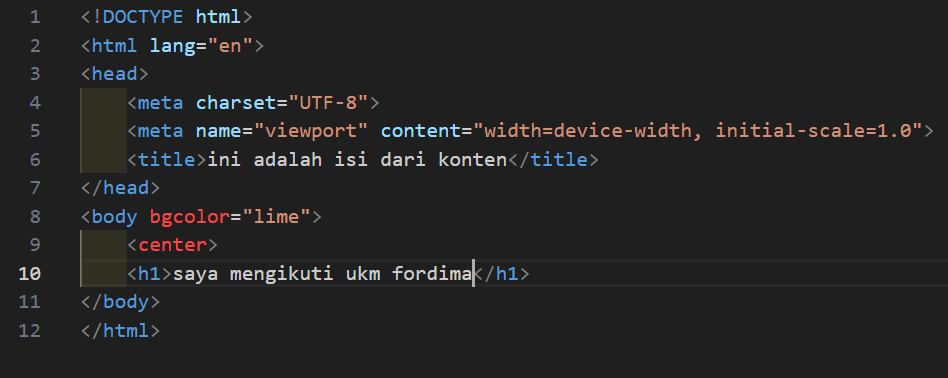 1 <!DOCTYPE html>
2 <html lang="en">
3 <head>
4 <meta charset="UTF-8">
5 <meta name="viewport" content="width=device-width, initial-scale=1.0">
6 <title>ini adalah isi dari konten</title>
7 </head>
8 <body bgcolor="lime">
9 <center>
10 <h1>saya mengikuti ukm fordima</h1>
11 </body>
12 </html>